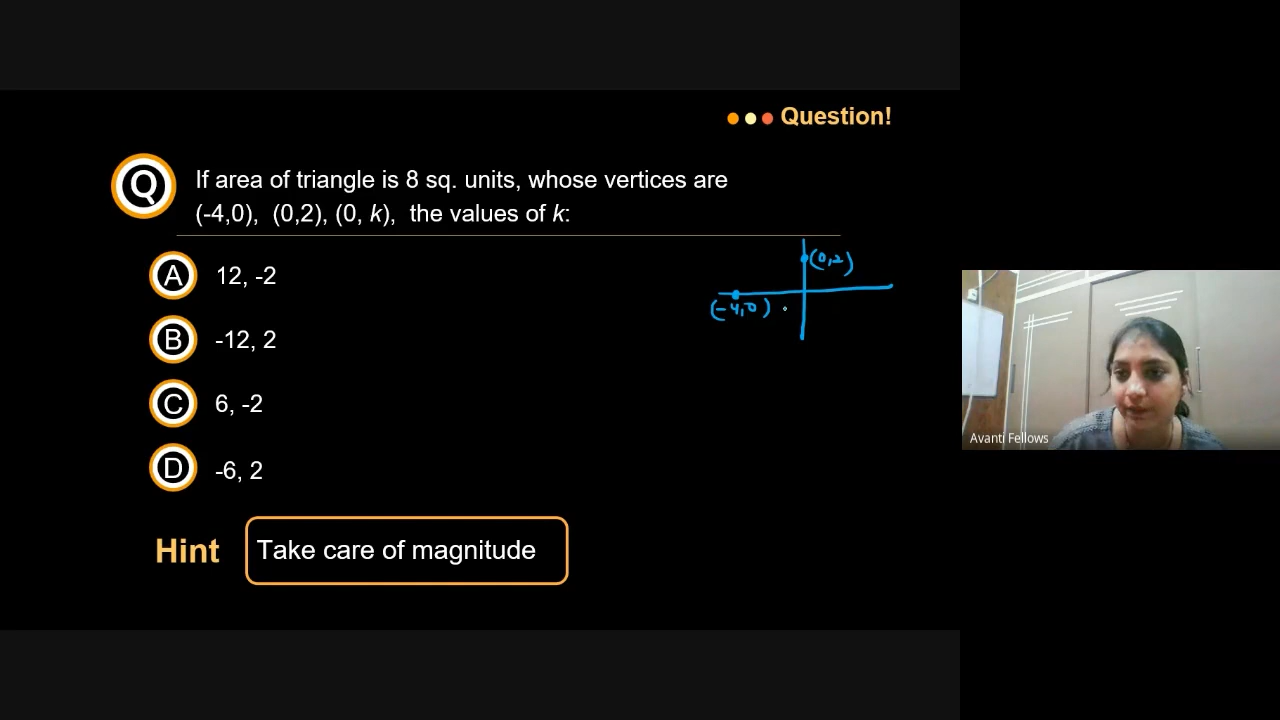 Question!
Q
If area of triangle is 8 sq. units, whose vertices are
(-4,0), (0,2), (0, k), the values of k:
A 12, -2
B -12, 2
C 6, -2
D -6, 2
(0,2)
(-4,0)
Hint Take care of magnitude
Avanti Fellows